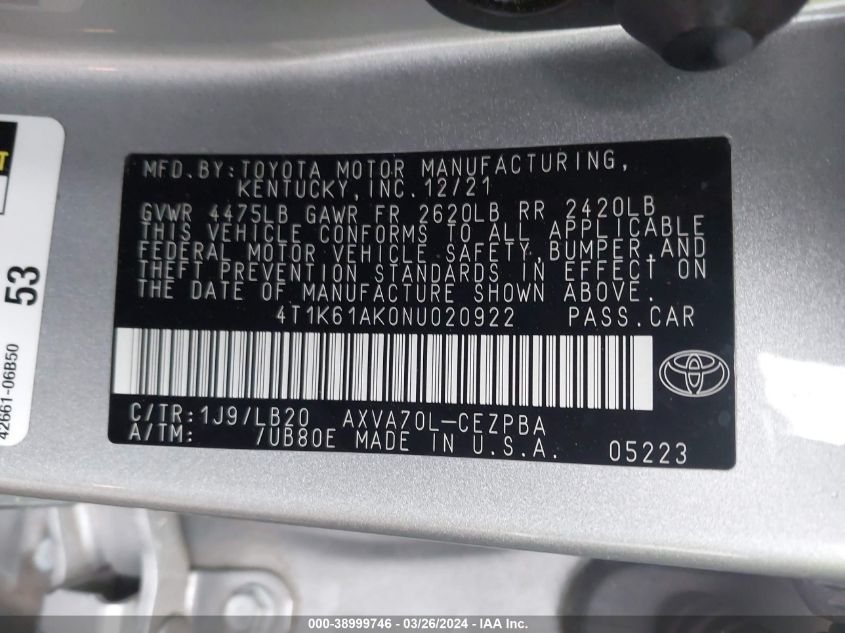 MFD.BY:TOYOTA MOTOR MANUFACTURING,
KENTUCKY,INC.12/21
GVWR 4475LB GAWR FR 2620LB RR 2420LB
THIS VEHICLE CONFORMS TO ALL APPLICABLE
FEDERAL MOTOR VEHICLE SAFETY,BUMPER,AND
THEFT PREVENTION STANDARDS IN EFFECT ON
THE DATE OF MANUFACTURE SHOWN ABOVE.
4T1K61AK0NU020922 PASS.CAR
C/TR:1J9/LB20 AXVA70L-CEZPBA
A/TM: /UB80E MADE IN U.S.A. 05223
53
42661-06B50
000-38999746 - 03/26/2024 - IAA Inc.